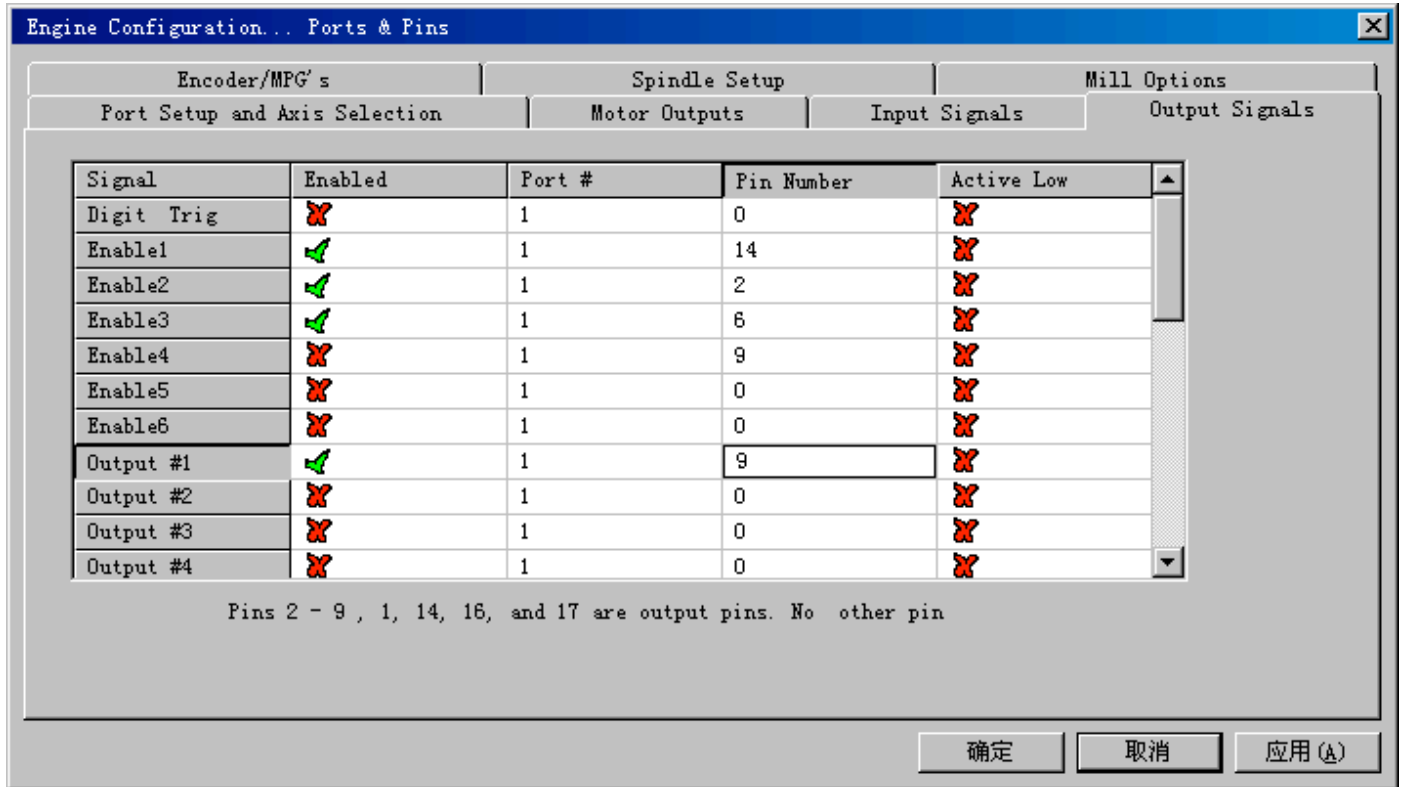 Engine Configuration... Ports & Pins
Encoder/MPG's Spindle Setup Mill Options
Port Setup and Axis Selection Motor Outputs Input Signals Output Signals
Signal Enabled Port # Pin Number Active Low
Digit Trig 1 0
Enable1 1 14
Enable2 1 2
Enable3 1 6
Enable4 1 9
Enable5 1 0
Enable6 1 0
Output #1 1 9
Output #2 1 0
Output #3 1 0
Output #4 1 0
Pins 2 - 9 , 1, 14, 16, and 17 are output pins. No other pin
确定 取消 应用(A)